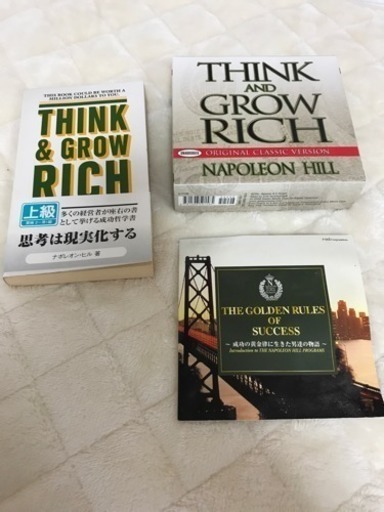 THIS BOOK COULD BE WORTH A
BILLION DOLLARS TO YOU.
THINK
& GROW
RICH
上級
多くの経営者が座右の書
として挙げる成功哲学書
思考は現実化する
ナポレオン・ヒル 著
THINK
AND
GROW
RICH
ORIGINAL CLASSIC VERSION
NAPOLEON HILL
THE GOLDEN RULES
OF
SUCCESS
～ 成功の黄金律に生きた男達の物語 ～
Introduction to THE NAPOLEON HILL PROGRAMS